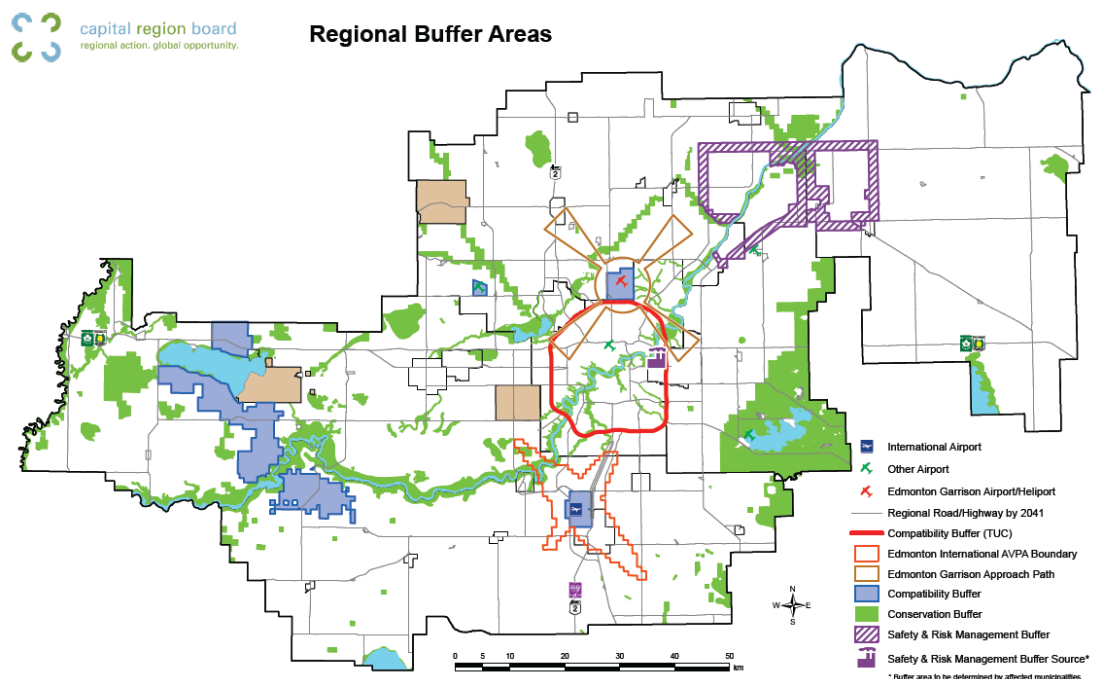 capital region board
regional action. global opportunity.
Regional Buffer Areas
2
International Airport
Other Airport
Edmonton Garrison Airport/Heliport
Regional Road/Highway by 2041
Compatibility Buffer (TUC)
Edmonton International AVPA Boundary
Edmonton Garrison Approach Path
Compatibility Buffer
Conservation Buffer
Safety & Risk Management Buffer
Safety & Risk Management Buffer Source*
* Buffer area to be determined by affected municipalities
N
W E
S
2
0 5 10 20 30 40 50
km